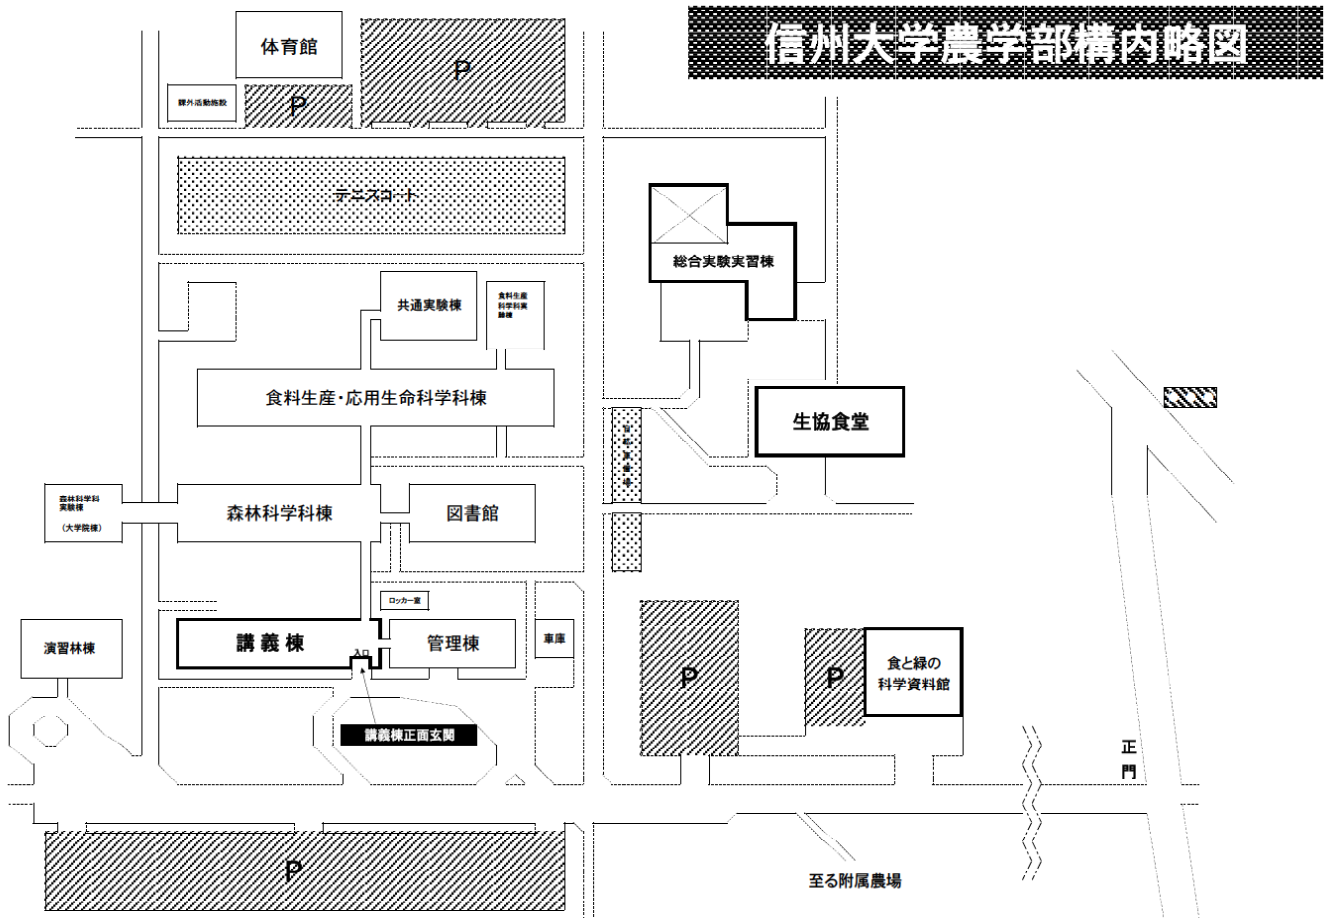 信州大学農学部構内略図
体育館
P
課外活動施設
P
テニスコート
総合実験実習棟
共通実験棟
食料生産
科学科実
験棟
食料生産・応用生命科学科棟
生協食堂
森林科学科
実験棟
(大学院棟)
森林科学科棟
図書館
ロッカー室
講義棟
入口
管理棟
車庫
演習林棟
講義棟正面玄関
P
P
食と緑の
科学資料館
正
門
P
至る附属農場